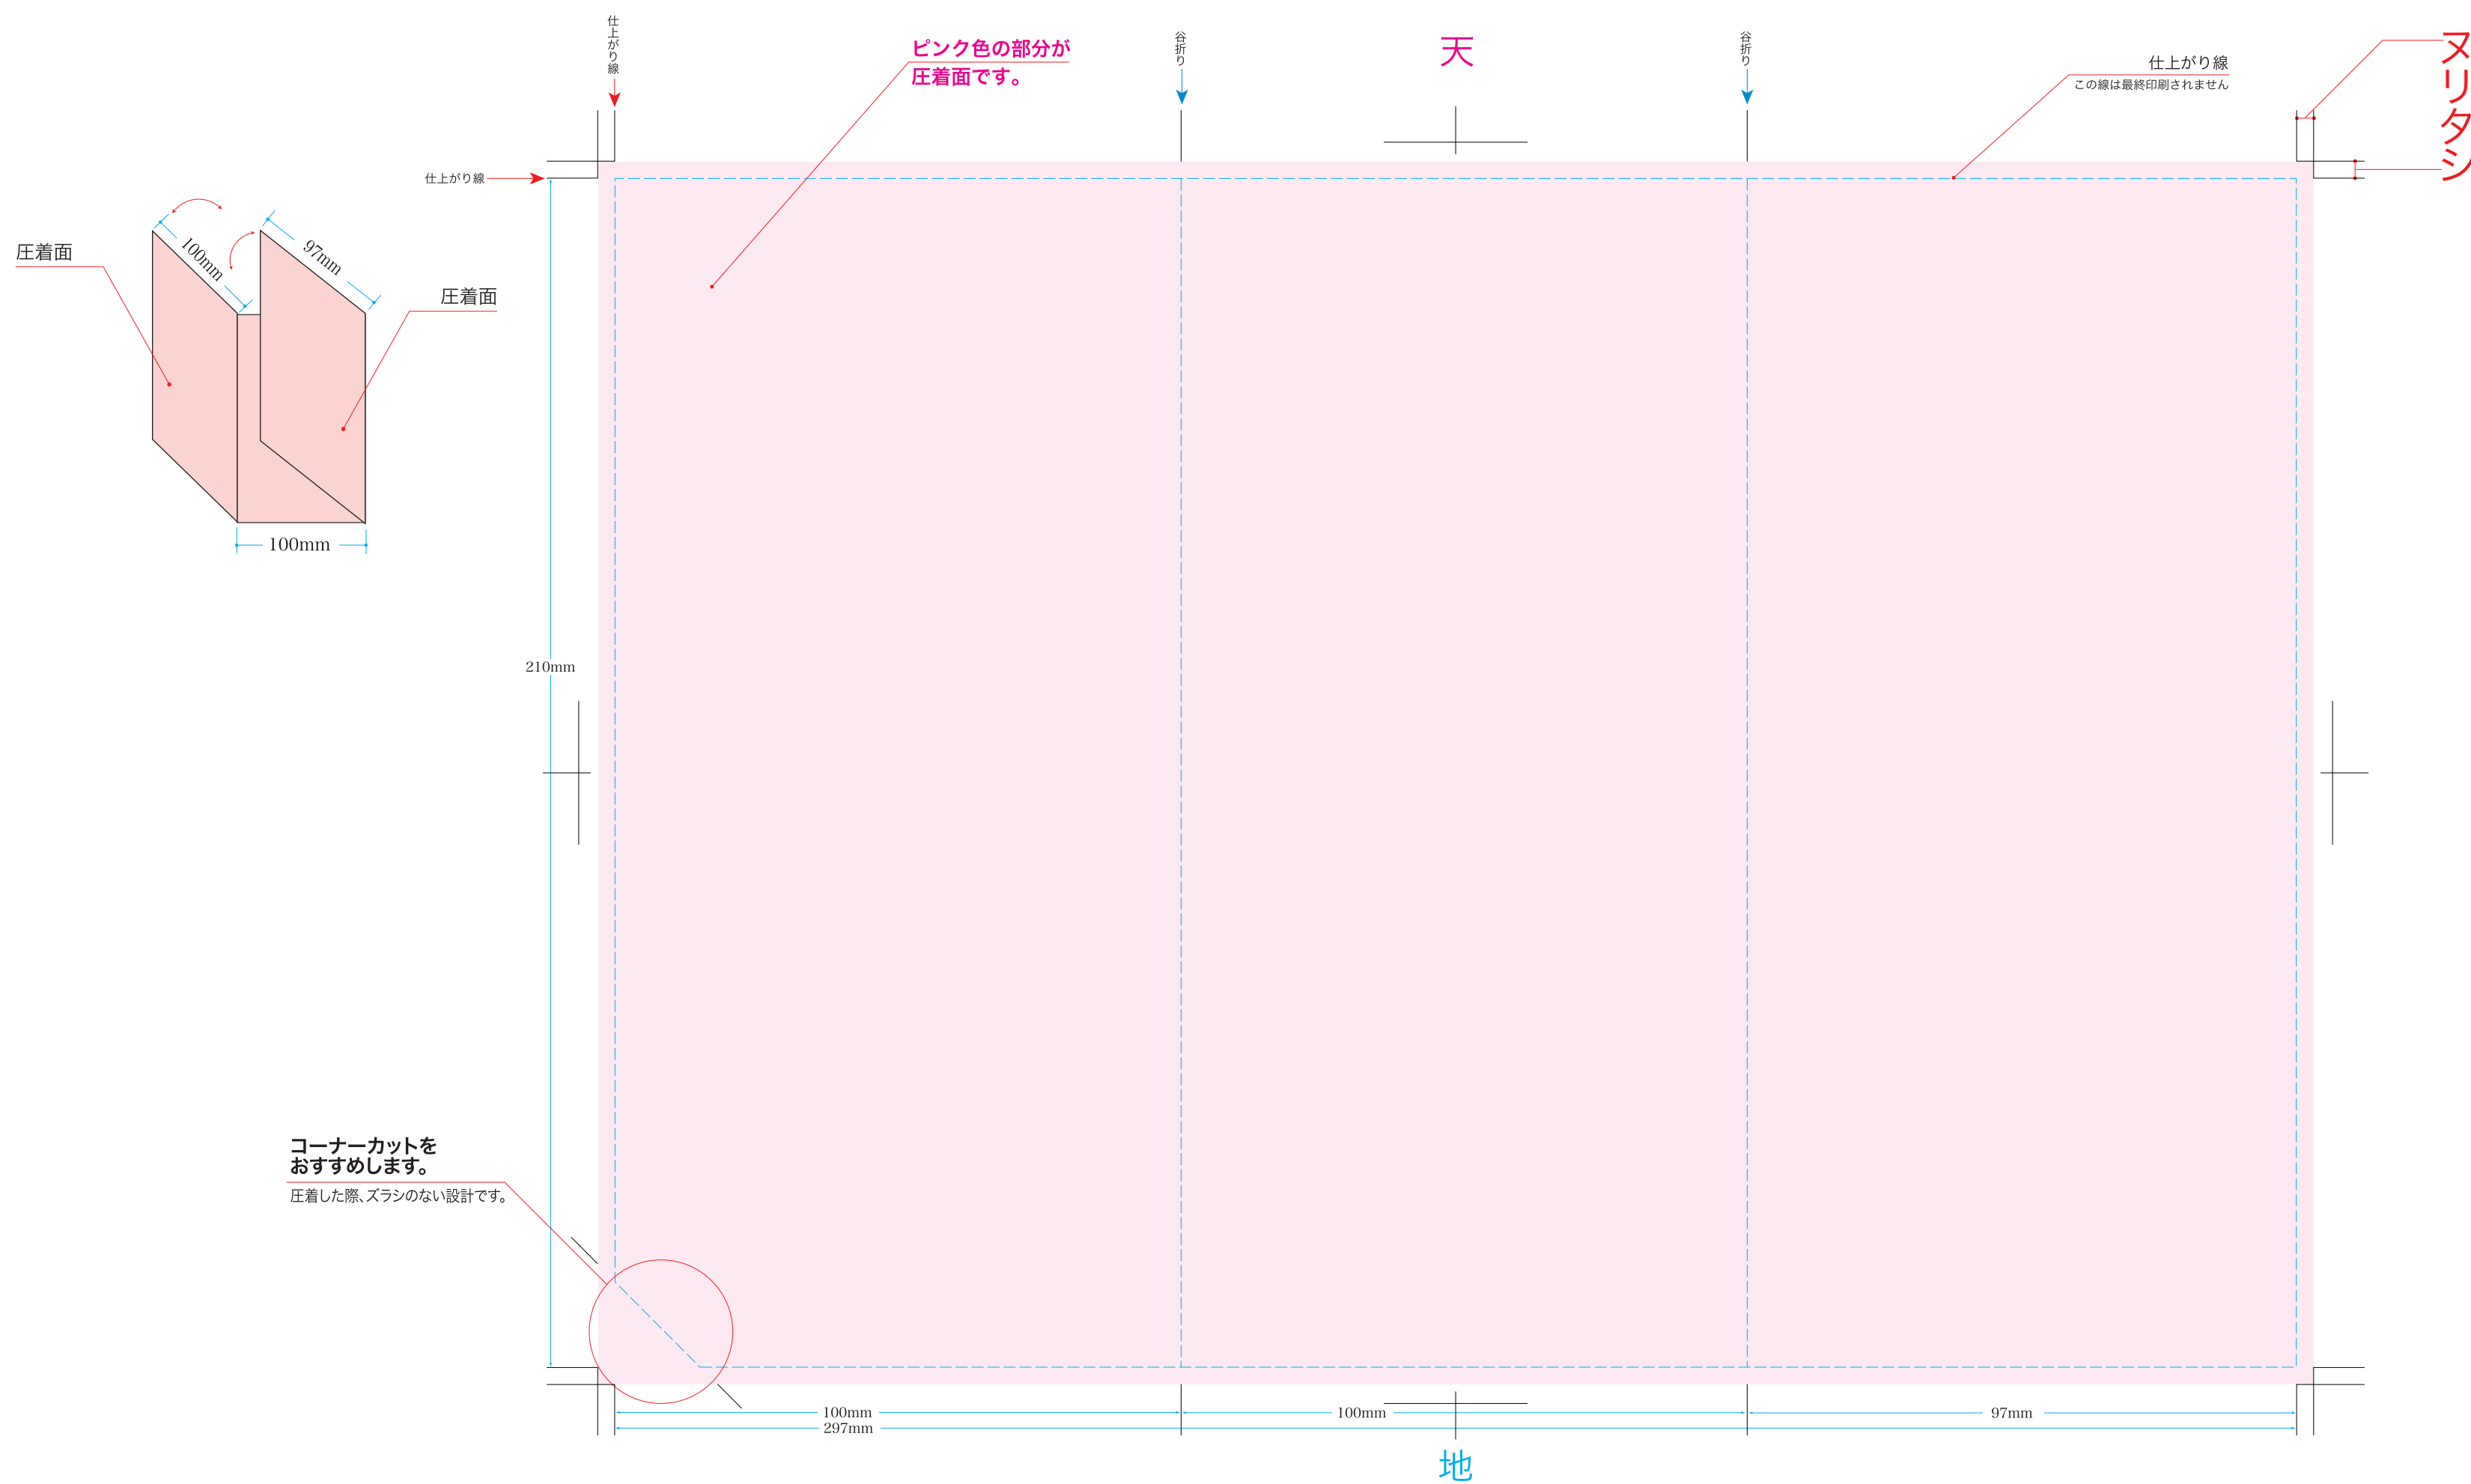 仕上がり線
ピンク色の部分が
圧着面です。
谷折り
天
谷折り
仕上がり線
この線は最終印刷されません
ヌリタシ
仕上がり線
圧着面
100mm
97mm
圧着面
100mm
210mm
コーナーカットを
おすすめします。
圧着した際、ズラシのない設計です。
100mm
100mm
97mm
297mm
地